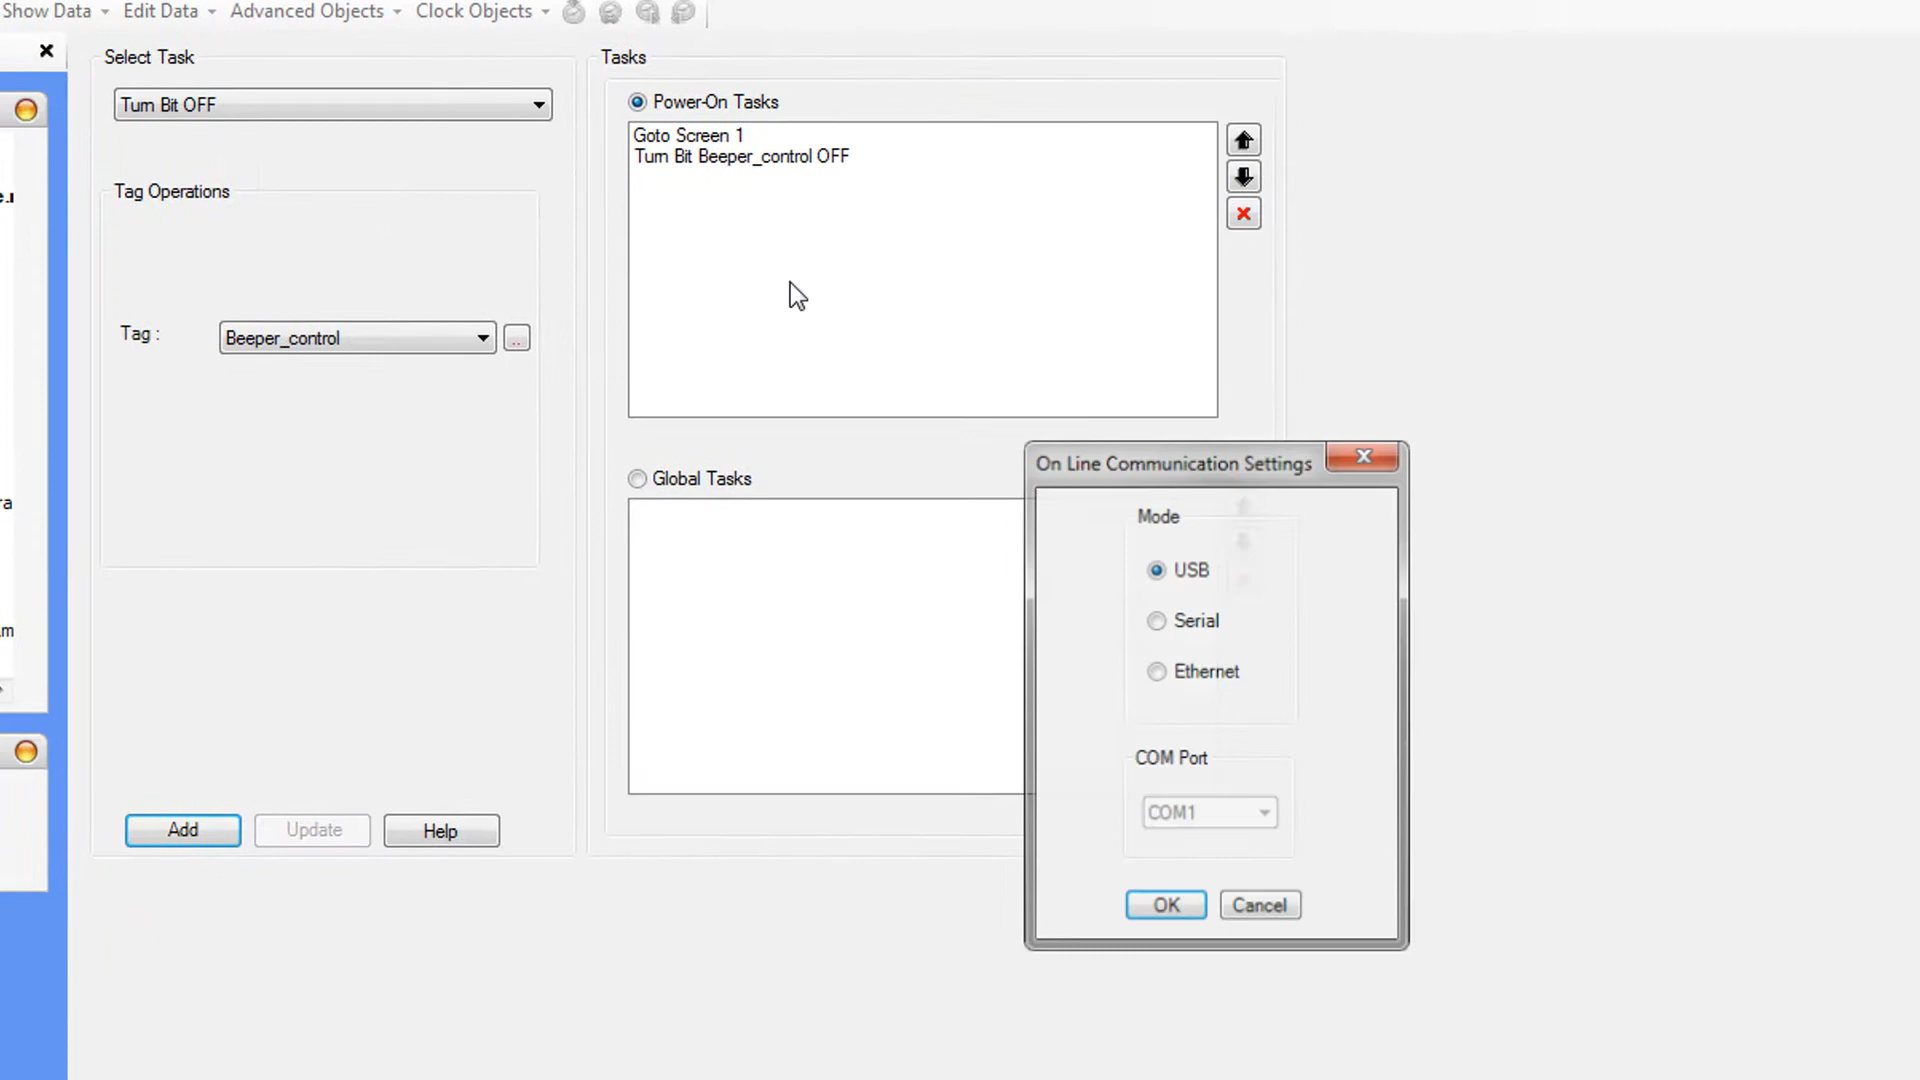 Show Data Edit Data Advanced Objects Clock Objects
Select Task
Turn Bit OFF
Tag Operations
Tag :
Beeper_control
..
Add
Update
Help
Tasks
Power-On Tasks
Goto Screen 1
Turn Bit Beeper_control OFF
Global Tasks
On Line Communication Settings
Mode
USB
Serial
Ethernet
COM Port
COM1
OK
Cancel